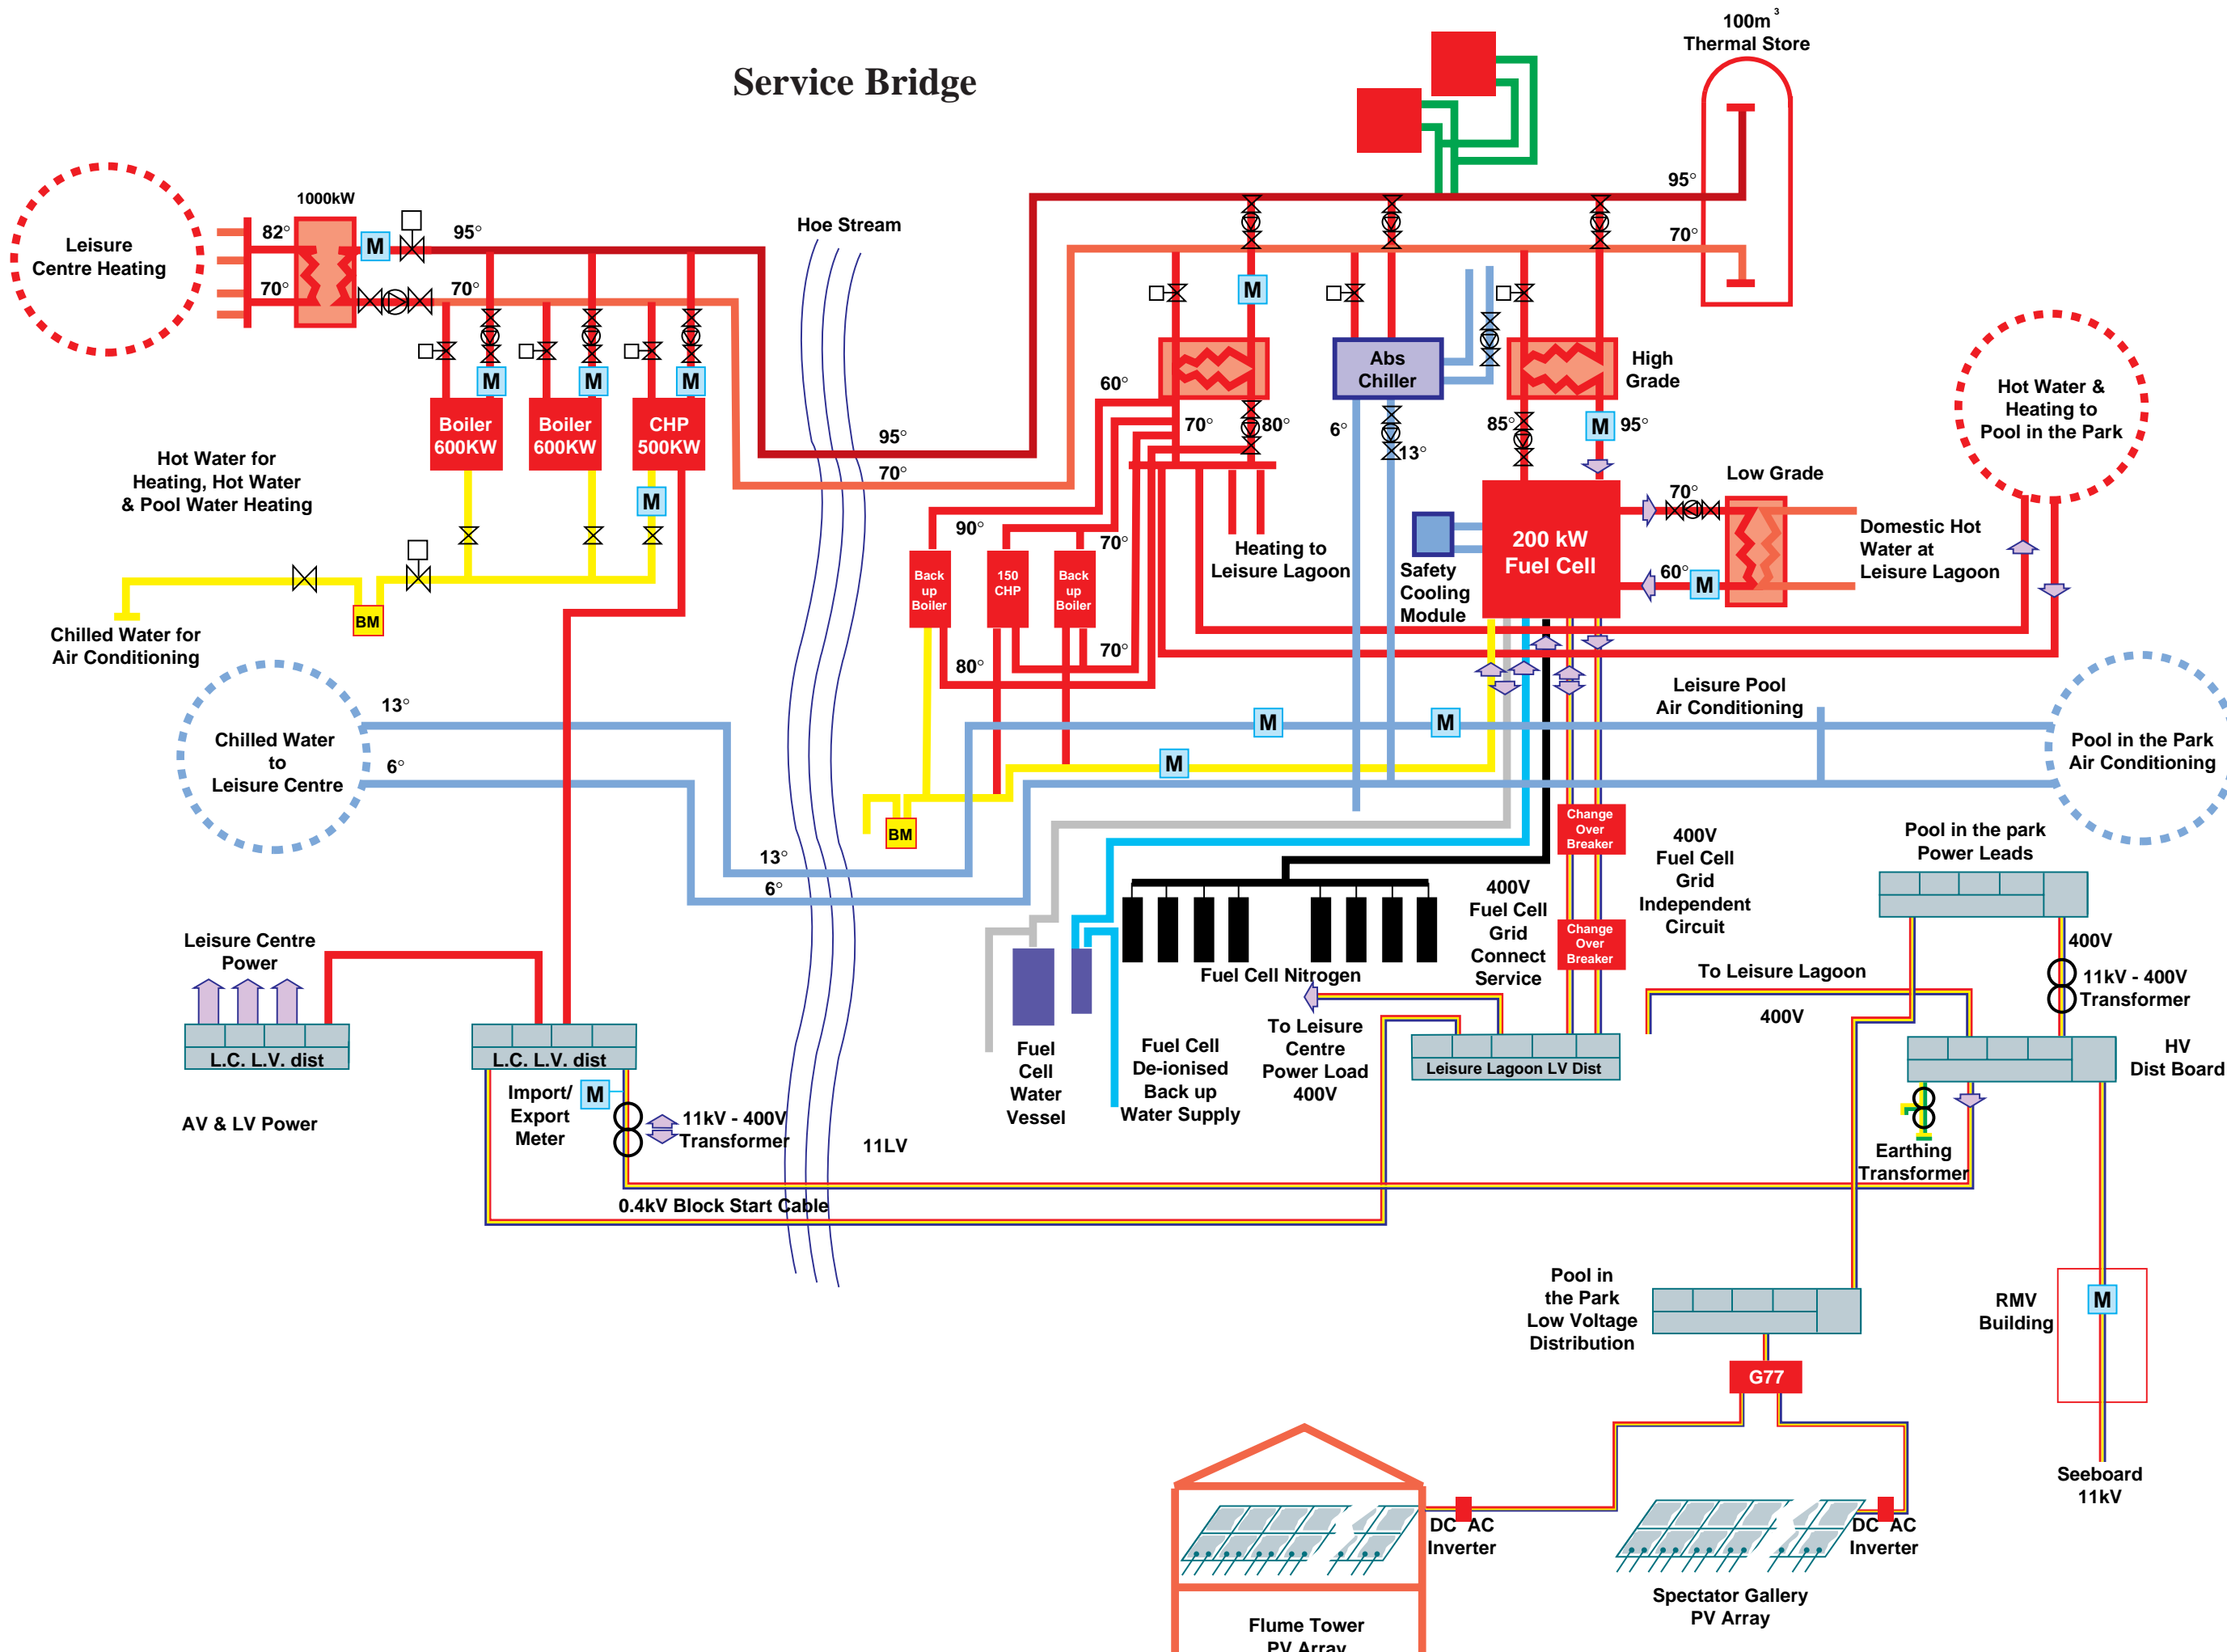 100m³
Thermal Store
Service Bridge
95°
1000kW
82°
95°
M
Leisure
Centre Heating
70°
70°
Hoe Stream
70°
M
M
M
M
Boiler
600KW
Boiler
600KW
CHP
500KW
M
95°
70°
Hot Water for
Heating, Hot Water
& Pool Water Heating
60°
70°
80°
Abs
Chiller
6°
13°
High
Grade
85°
M
95°
Hot Water &
Heating to
Pool in the Park
Low Grade
70°
60°
M
Domestic Hot
Water at
Leisure Lagoon
200 kW
Fuel Cell
Safety
Cooling
Module
Heating to
Leisure Lagoon
90°
70°
Back
up
Boiler
150
CHP
Back
up
Boiler
80°
70°
BM
Chilled Water for
Air Conditioning
13°
6°
Chilled Water
to
Leisure Centre
M
M
M
BM
13°
6°
Leisure Pool
Air Conditioning
Pool in the Park
Air Conditioning
Change
Over
Breaker
Change
Over
Breaker
400V
Fuel Cell
Grid
Independent
Circuit
400V
Fuel Cell
Grid
Connect
Service
Pool in the park
Power Leads
400V
11kV - 400V
Transformer
To Leisure Lagoon
400V
HV
Dist Board
Earthing
Transformer
Leisure Centre
Power
L.C. L.V. dist
L.C. L.V. dist
AV & LV Power
Import/
Export
Meter
M
11kV - 400V
Transformer
11LV
0.4kV Block Start Cable
Fuel
Cell
Water
Vessel
Fuel Cell
De-ionised
Back up
Water Supply
Fuel Cell Nitrogen
To Leisure
Centre
Power Load
400V
Leisure Lagoon LV Dist
Pool in
the Park
Low Voltage
Distribution
G77
RMV
Building
M
Seeboard
11kV
DC AC
Inverter
DC AC
Inverter
Flume Tower
PV Array
Spectator Gallery
PV Array